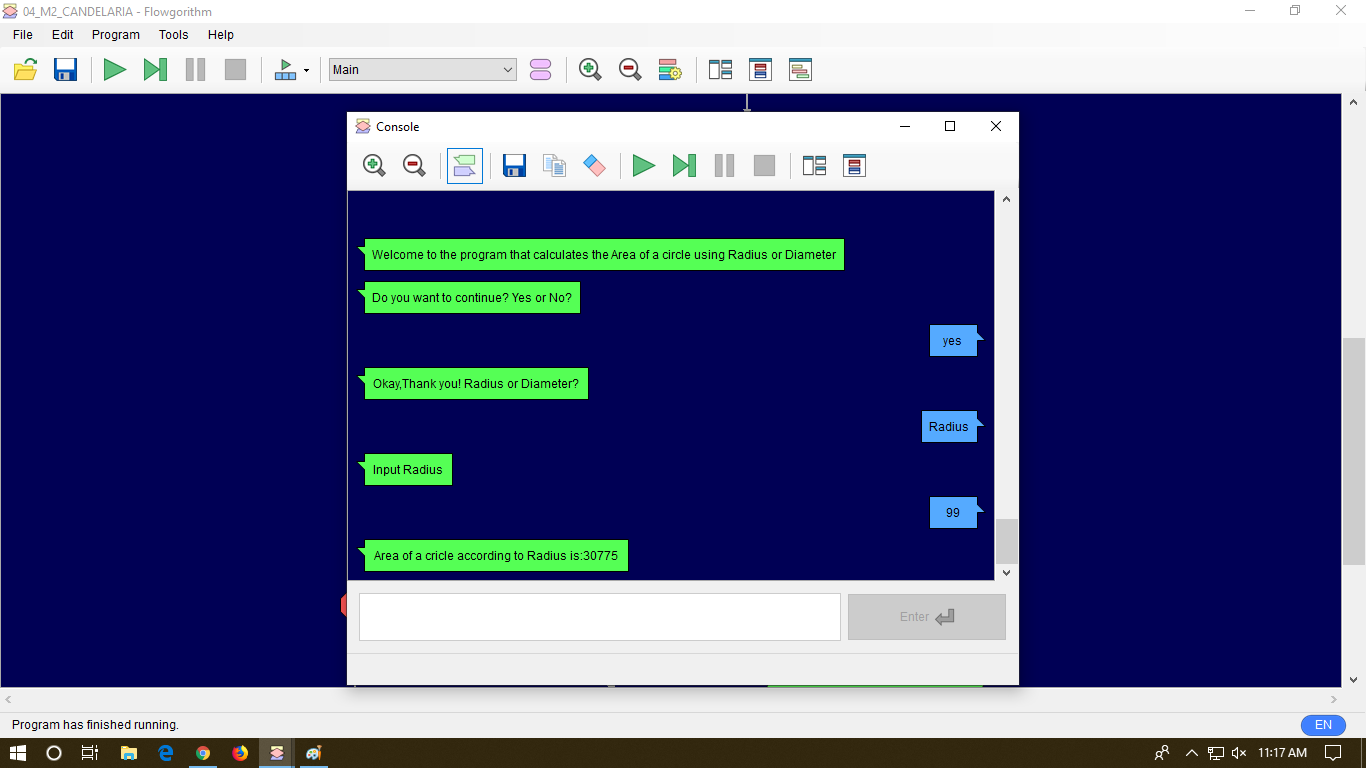 04_M2_CANDELARIA - Flowgorithm
File Edit Program Tools Help
Main
Console
Welcome to the program that calculates the Area of a circle using Radius or Diameter
Do you want to continue? Yes or No?
yes
Okay,Thank you! Radius or Diameter?
Radius
Input Radius
99
Area of a cricle according to Radius is:30775
Enter
Program has finished running.
EN
11:17 AM